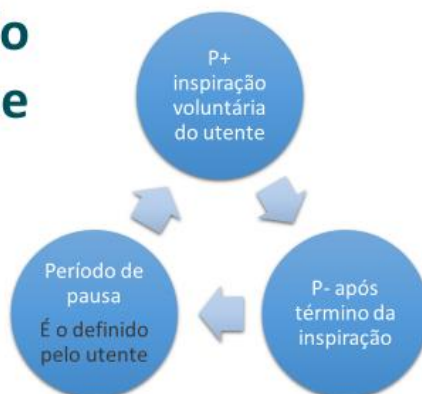 o
e
P+
inspiração
voluntária
do utente
P- após
término da
inspiração
Período de
pausa
É o definido
pelo utente